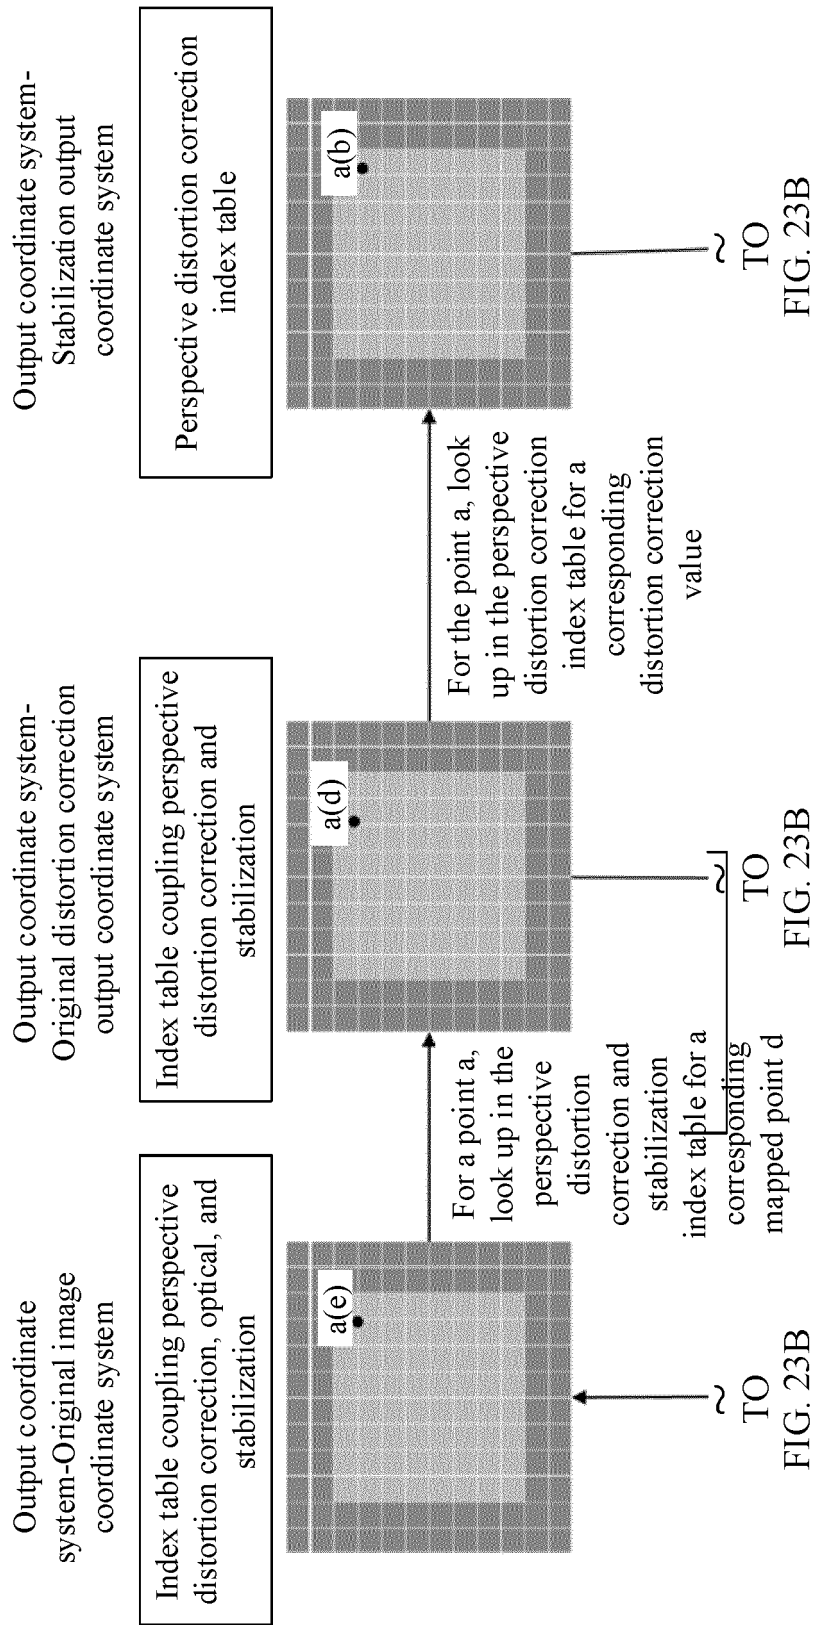 Output coordinate
system-Original image
coordinate system
Index table coupling perspective
distortion correction, optical, and
stabilization
a(e)
TO
FIG. 23B
For a point a,
look up in the
perspective
distortion
correction and
stabilization
index table for a
corresponding
mapped point d
Output coordinate system-
Original distortion correction
output coordinate system
Index table coupling perspective
distortion correction and
stabilization
a(d)
TO
FIG. 23B
For the point a, look
up in the perspective
distortion correction
index table for a
corresponding
distortion correction
value
Output coordinate system-
Stabilization output
coordinate system
Perspective distortion correction
index table
a(b)
TO
FIG. 23B